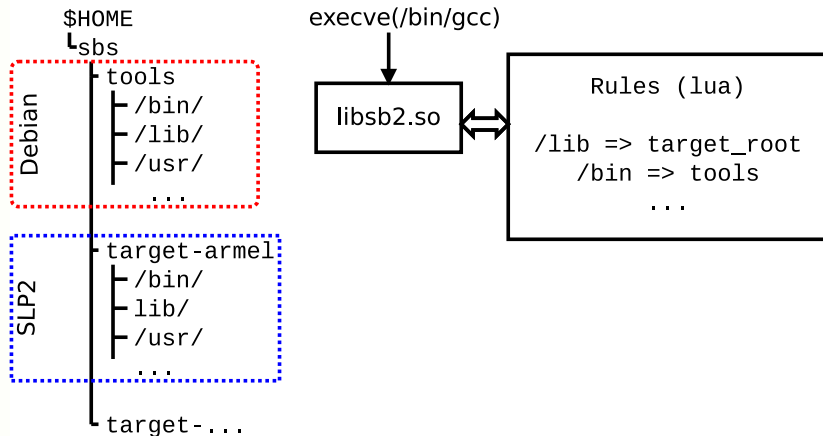 $HOME
sbs
Debian
tools
/bin/
/lib/
/usr/
...
SLP2
target-armel
/bin/
lib/
/usr/
...
target-...
execve(/bin/gcc)
libsb2.so
Rules (lua)
/lib => target_root
/bin => tools
...